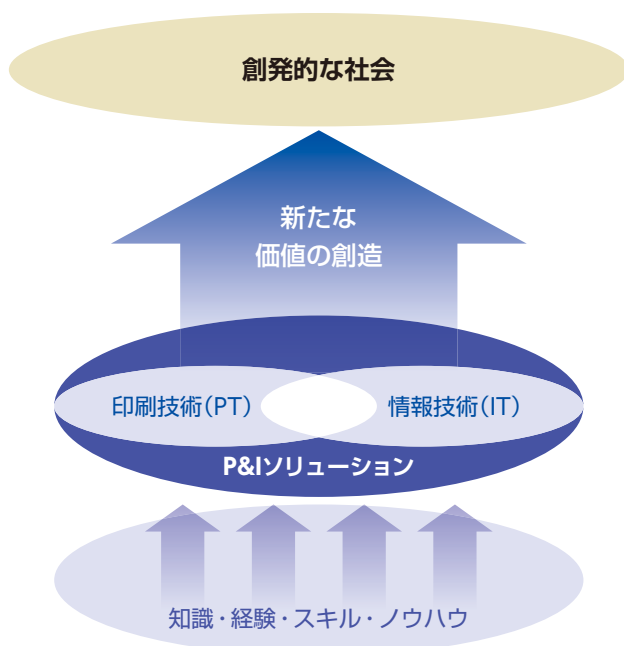 創発的な社会
新たな
価値の創造
印刷技術（PT）
情報技術（IT）
P&Iソリューション
知識・経験・スキル・ノウハウ